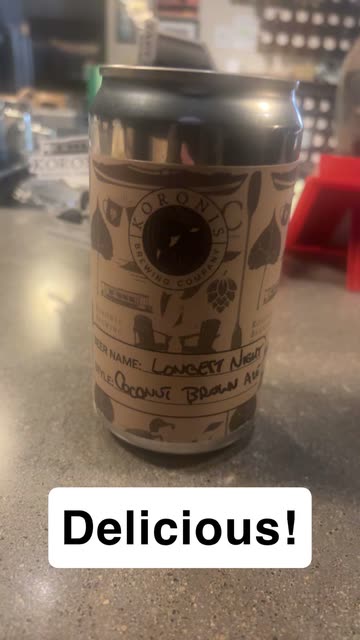 KORONIS
BREWING COMPANY
BEER NAME: LONGEST NIGHT
STYLE: COCONUT BROWN ALE
Delicious!